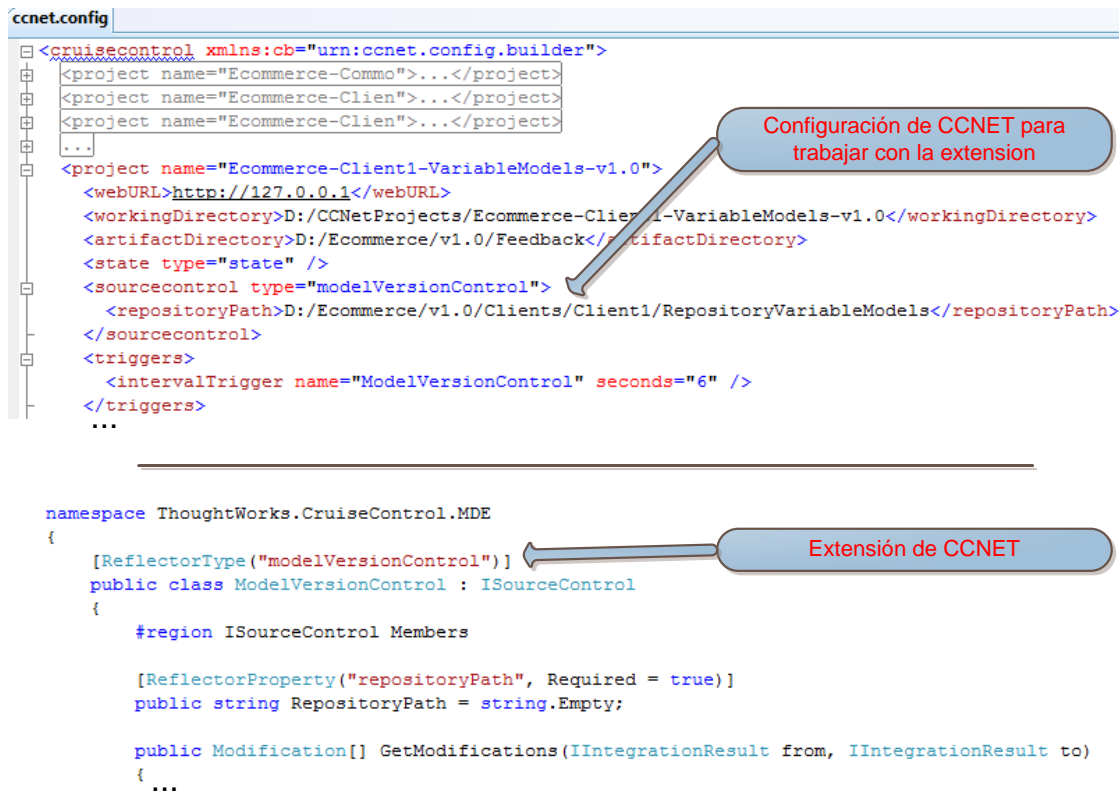 ccnet.config
<cruisecontrol xmlns:cb="urn:ccnet.config.builder">
<project name="Ecommerce-Commo">...</project>
<project name="Ecommerce-Clien">...</project>
<project name="Ecommerce-Clien">...</project>
...
Configuración de CCNET para
trabajar con la extension
<project name="Ecommerce-Client1-VariableModels-v1.0">
<webURL>http://127.0.0.1</webURL>
<workingDirectory>D:/CCNetProjects/Ecommerce-Client1-VariableModels-v1.0</workingDirectory>
<artifactDirectory>D:/Ecommerce/v1.0/Feedback</artifactDirectory>
<state type="state" />
<sourcecontrol type="modelVersionControl">
<repositoryPath>D:/Ecommerce/v1.0/Clients/Client1/RepositoryVariableModels</repositoryPath>
</sourcecontrol>
<triggers>
<intervalTrigger name="ModelVersionControl" seconds="6" />
</triggers>
...
namespace ThoughtWorks.CruiseControl.MDE
{
[ReflectorType("modelVersionControl")]
Extensión de CCNET
public class ModelVersionControl : ISourceControl
{
#region ISourceControl Members
[ReflectorProperty("repositoryPath", Required = true)]
public string RepositoryPath = string.Empty;
public Modification[] GetModifications(IIntegrationResult from, IIntegrationResult to)
{
...